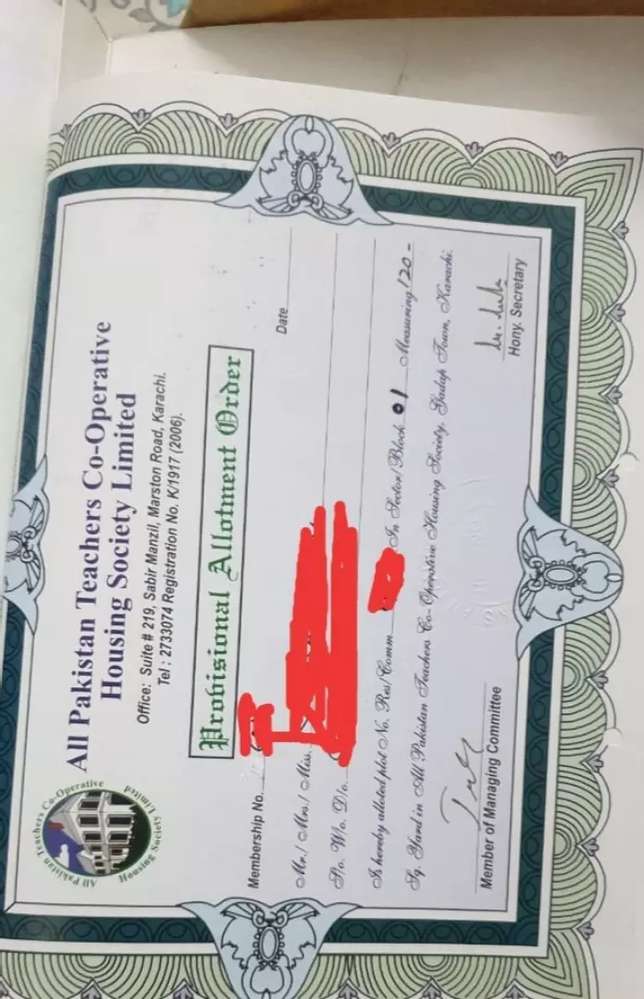 All Pakistan Teachers Co-Operative
Housing Society Limited
Office: Suite # 219, Sabir Manzil, Marston Road, Karachi.
Tel : 2733074 Registration No. K/1917 (2006).
All Pakistan Teachers Co-Operative
Housing Society Limited
Provisional Allotment Order
Membership No. Date
Mr./ Mrs./ Miss.
S/o. W/o. D/o.
Is hereby alloted plot No. Res/Comm. In Sector/Block 01 Measuring 120 -
Sq. Yard in All Pakistan Teachers Co-Operative Housing Society, Gadap Town, Karachi.
Member of Managing Committee Hony. Secretary